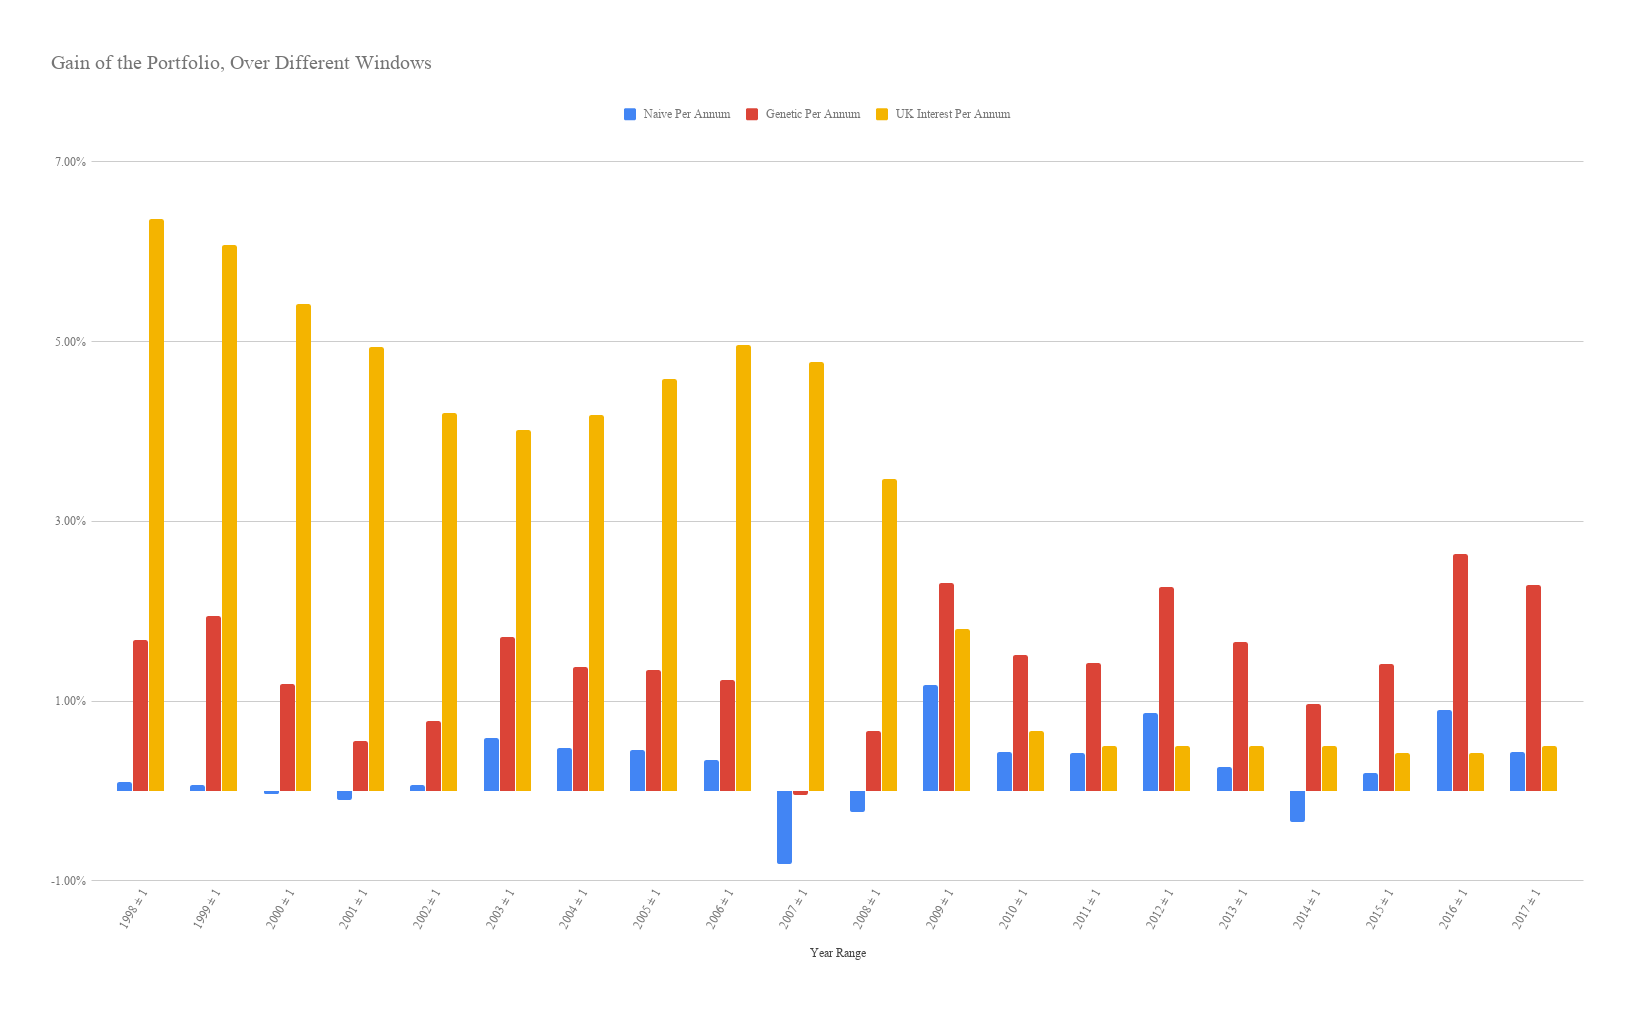 Gain of the Portfolio, Over Different Windows
Naive Per Annum Genetic Per Annum UK Interest Per Annum
7.00%
5.00%
3.00%
1.00%
-1.00%
1998 ± 1 1999 ± 1 2000 ± 1 2001 ± 1 2002 ± 1 2003 ± 1 2004 ± 1 2005 ± 1 2006 ± 1 2007 ± 1 2008 ± 1 2009 ± 1 2010 ± 1 2011 ± 1 2012 ± 1 2013 ± 1 2014 ± 1 2015 ± 1 2016 ± 1 2017 ± 1
Year Range